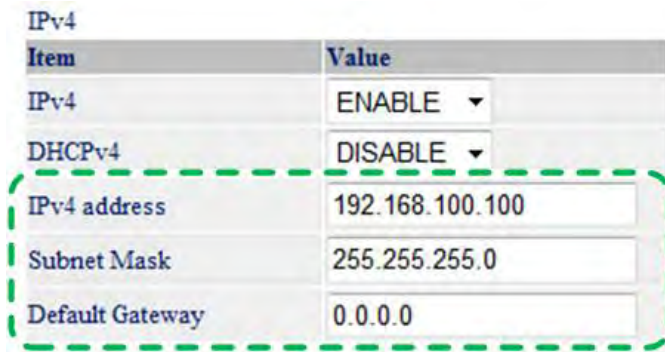 IPv4
Item Value
IPv4 ENABLE
DHCPv4 DISABLE
IPv4 address 192.168.100.100
Subnet Mask 255.255.255.0
Default Gateway 0.0.0.0